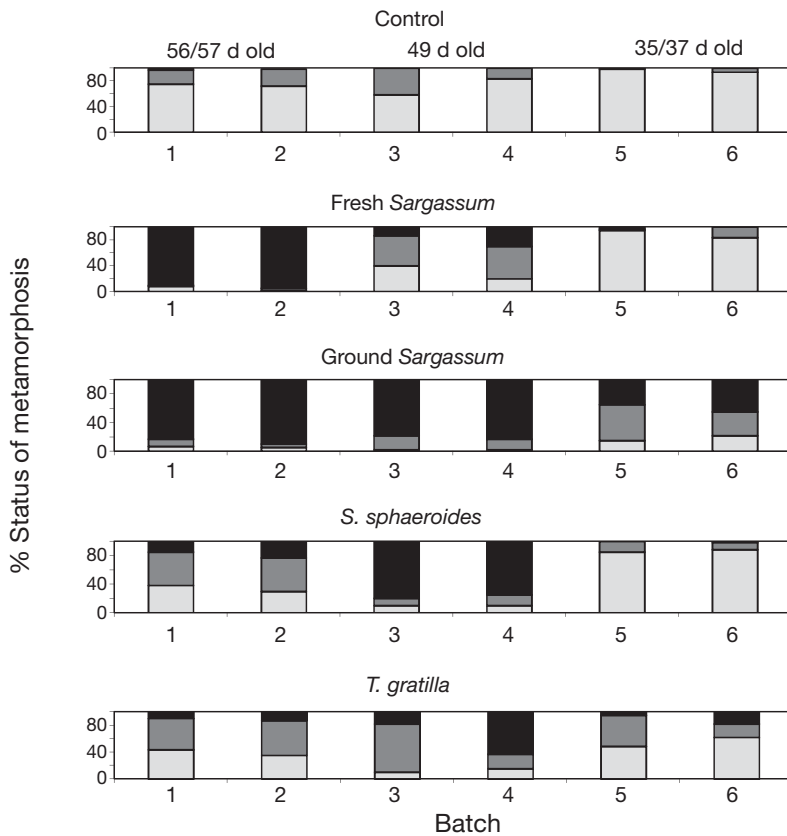 Control
56/57 d old 49 d old 35/37 d old
80
40
0
1 2 3 4 5 6
Fresh Sargassum
80
40
0
1 2 3 4 5 6
Ground Sargassum
80
40
0
1 2 3 4 5 6
S. sphaeroides
80
40
0
1 2 3 4 5 6
T. gratilla
80
40
0
1 2 3 4 5 6
Batch
% Status of metamorphosis